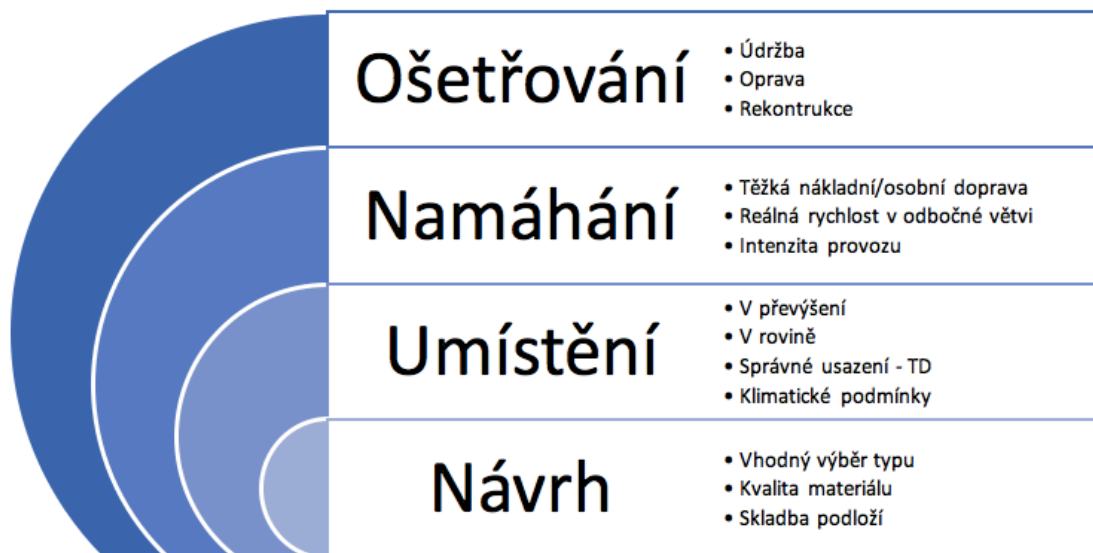 Ošetřování
• Údržba
• Oprava
• Rekontrukce
Namáhání
• Těžká nákladní/osobní doprava
• Reálná rychlost v odbočné větvi
• Intenzita provozu
Umístění
• V převýšení
• V rovině
• Správné usazení - TD
• Klimatické podmínky
Návrh
• Vhodný výběr typu
• Kvalita materiálu
• Skladba podloží